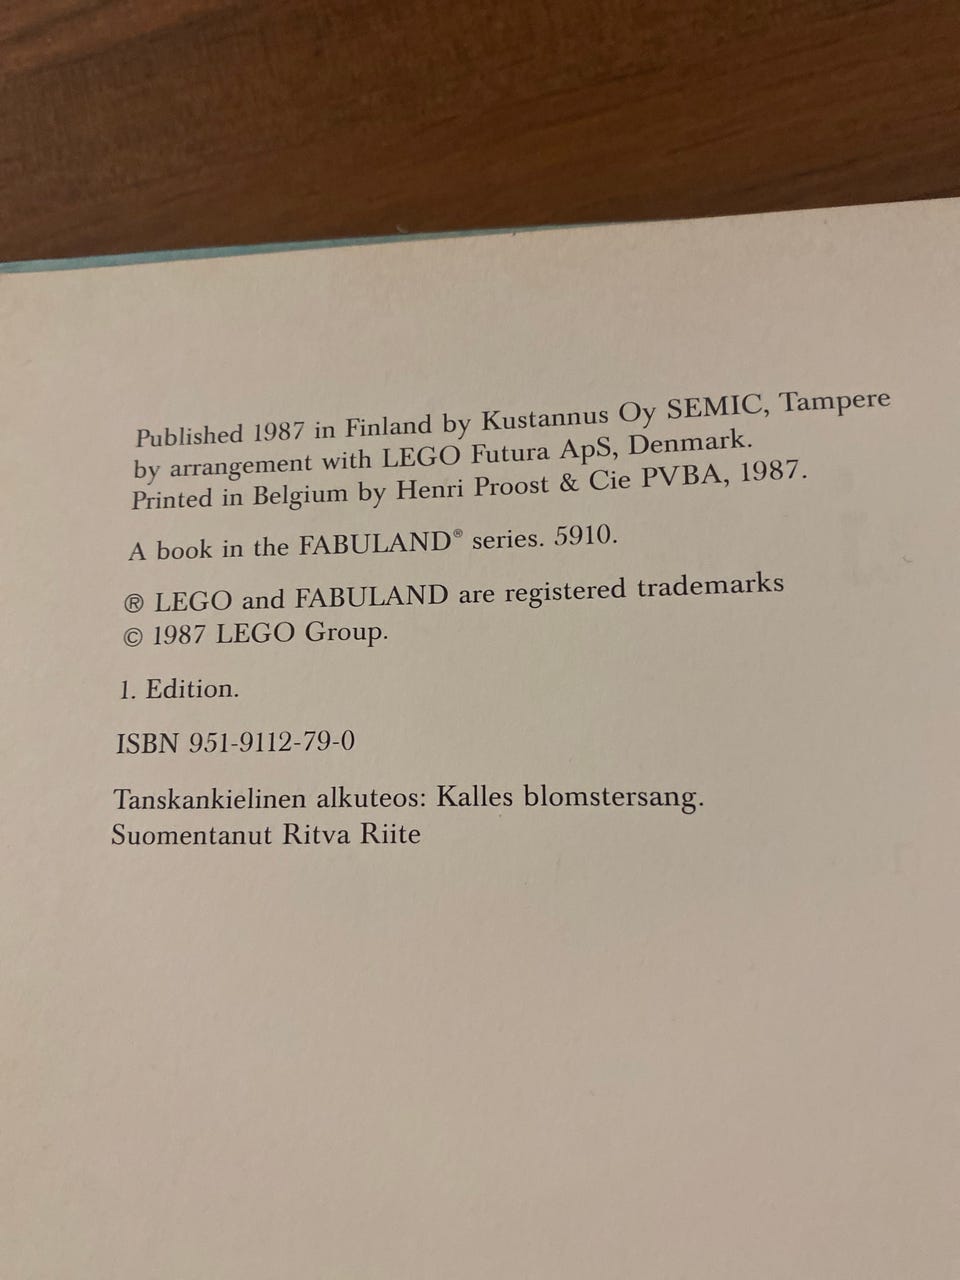 Published 1987 in Finland by Kustannus Oy SEMIC, Tampere
by arrangement with LEGO Futura ApS, Denmark.
Printed in Belgium by Henri Proost & Cie PVBA, 1987.
A book in the FABULAND® series. 5910.
® LEGO and FABULAND are registered trademarks
© 1987 LEGO Group.
1. Edition.
ISBN 951-9112-79-0
Tanskankielinen alkuteos: Kalles blomstersang.
Suomentanut Ritva Riite